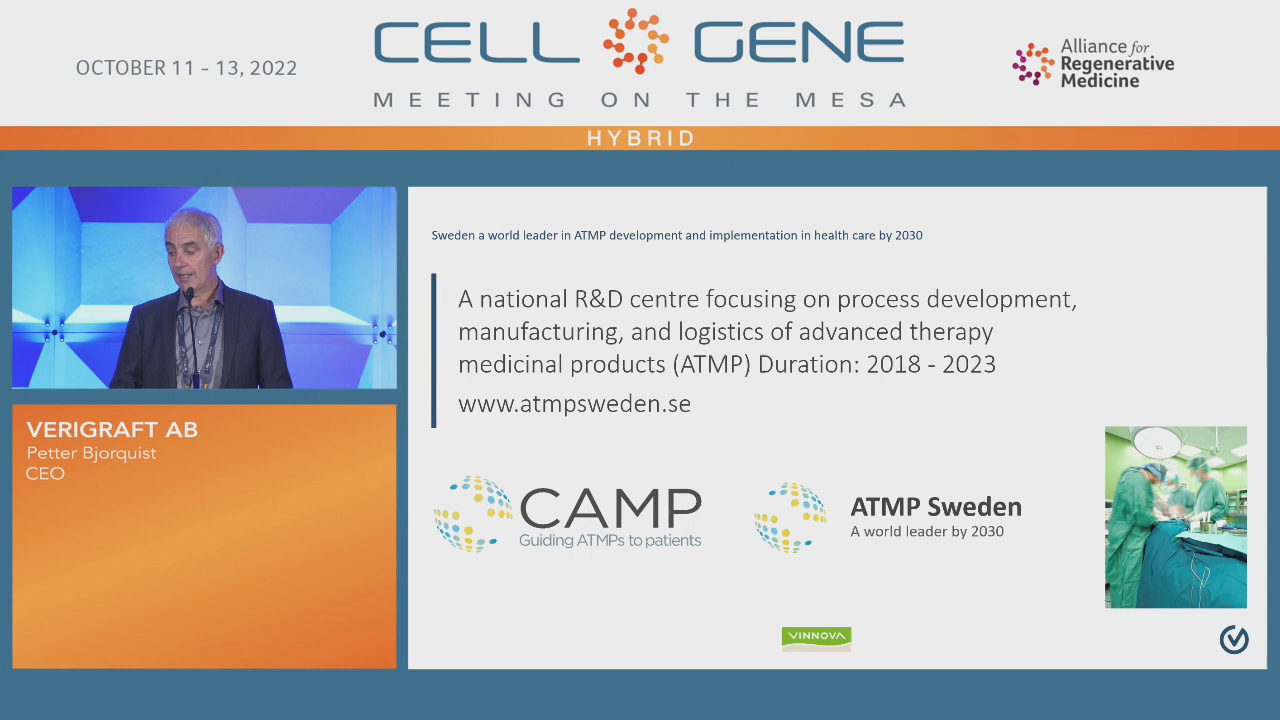 OCTOBER 11 - 13, 2022
CELL GENE
MEETING ON THE MESA
Alliance for
Regenerative
Medicine
HYBRID
VERIGRAFT AB
Petter Bjorquist
CEO
Sweden a world leader in ATMP development and implementation in health care by 2030
A national R&D centre focusing on process development,
manufacturing, and logistics of advanced therapy
medicinal products (ATMP) Duration: 2018 - 2023
www.atmpsweden.se
CAMP
Guiding ATMPs to patients
ATMP Sweden
A world leader by 2030
VINNOVA